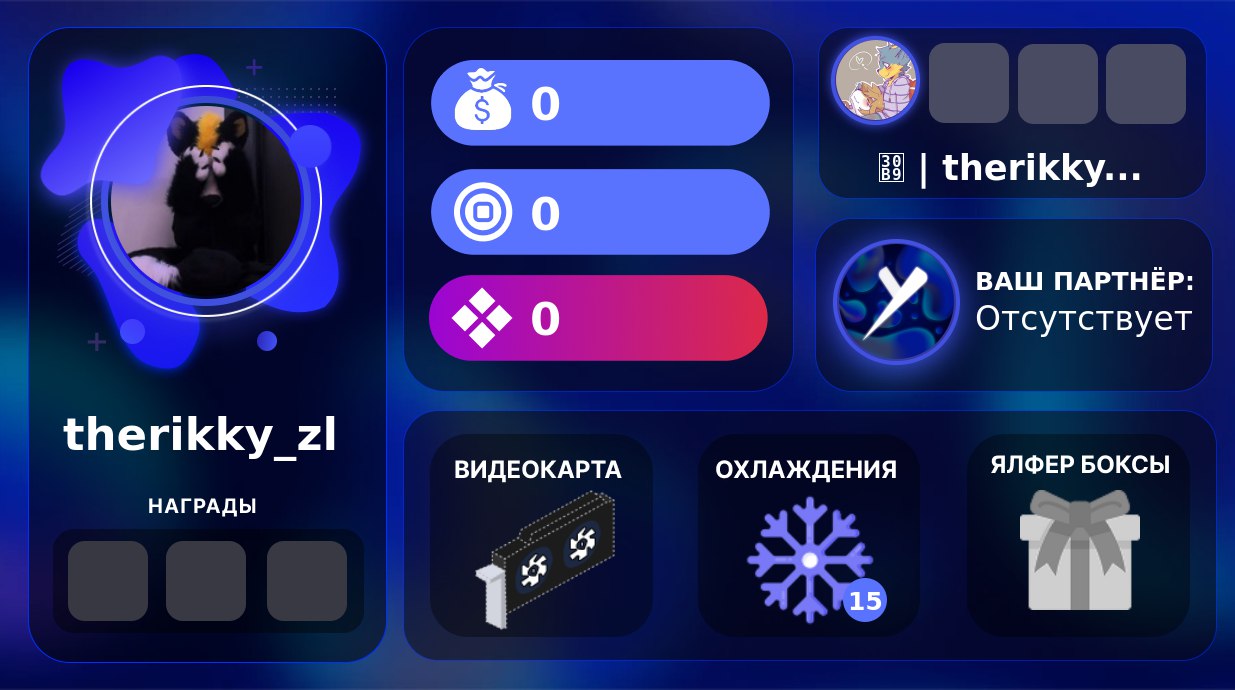 therikky_zl
НАГРАДЫ
0
0
0
| therikky...
ВАШ ПАРТНЁР:
Отсутствует
ВИДЕОКАРТА
ОХЛАЖДЕНИЯ
15
ЯЛФЕР БОКСЫ